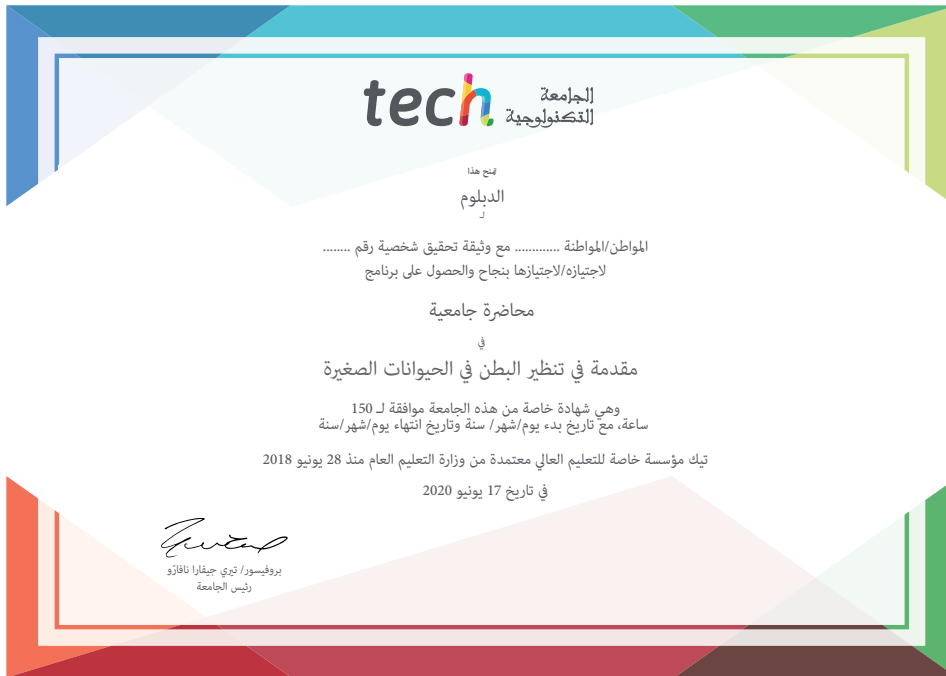 tech الجامعة
التكنولوجية
يمنح هذا
الدبلوم
لـ
المواطن/المواطنة ............. مع وثيقة تحقيق شخصية رقم ........
لاجتيازه/لاجتيازها بنجاح والحصول على برنامج
محاضرة جامعية
في
مقدمة في تنظير البطن في الحيوانات الصغيرة
وهي شهادة خاصة من هذه الجامعة موافقة لـ 150
ساعة، مع تاريخ بدء يوم/شهر/ سنة وتاريخ انتهاء يوم/شهر/سنة
تيك مؤسسة خاصة للتعليم العالي معتمدة من وزارة التعليم العام منذ 28 يونيو 2018
في تاريخ 17 يونيو 2020
بروفيسور/ تيري جيفارا نافارّو
رئيس الجامعة